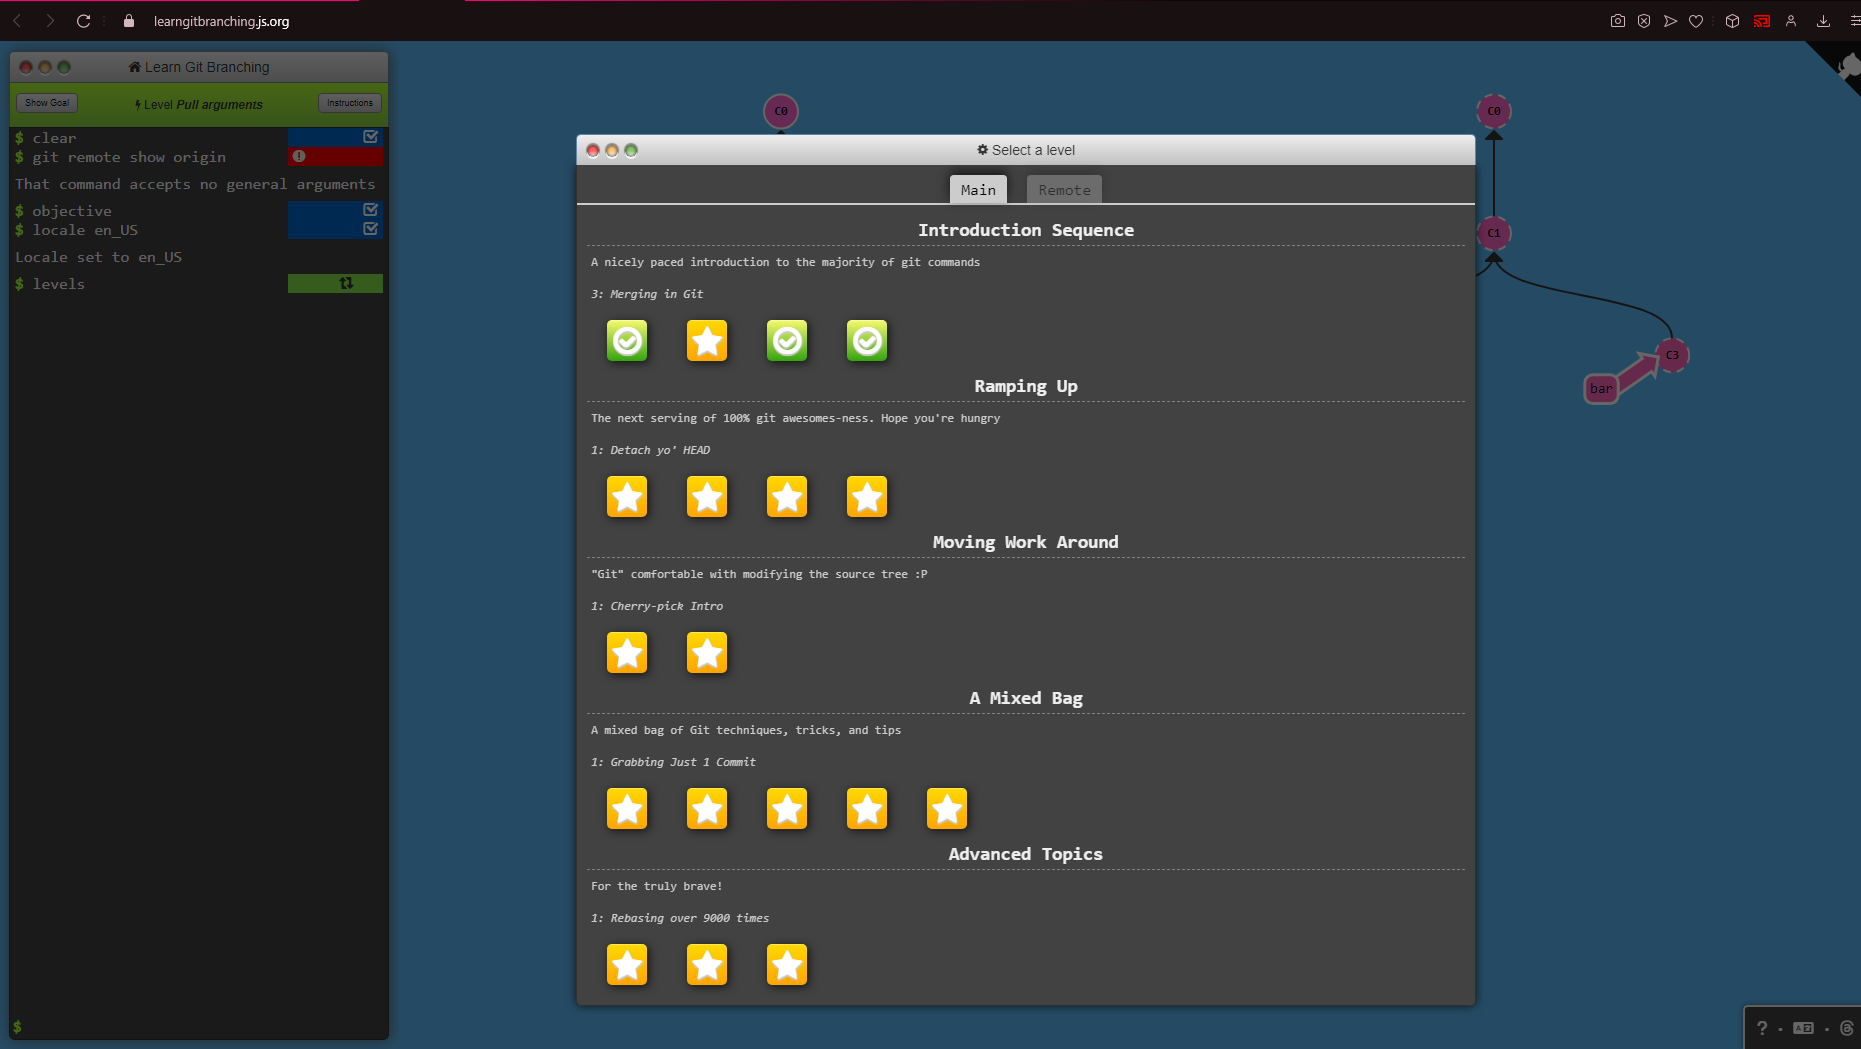 learngitbranching.js.org
Learn Git Branching
Show Goal
Level Pull arguments
Instructions
$ clear
$ git remote show origin
That command accepts no general arguments
$ objective
$ locale en_US
Locale set to en_US
$ levels
$
C0
Select a level
Main
Remote
Introduction Sequence
A nicely paced introduction to the majority of git commands
3: Merging in Git
Ramping Up
The next serving of 100% git awesomes-ness. Hope you're hungry
1: Detach yo' HEAD
Moving Work Around
"Git" comfortable with modifying the source tree :P
1: Cherry-pick Intro
A Mixed Bag
A mixed bag of Git techniques, tricks, and tips
1: Grabbing Just 1 Commit
Advanced Topics
For the truly brave!
1: Rebasing over 9000 times
C0
C1
C3
bar
?